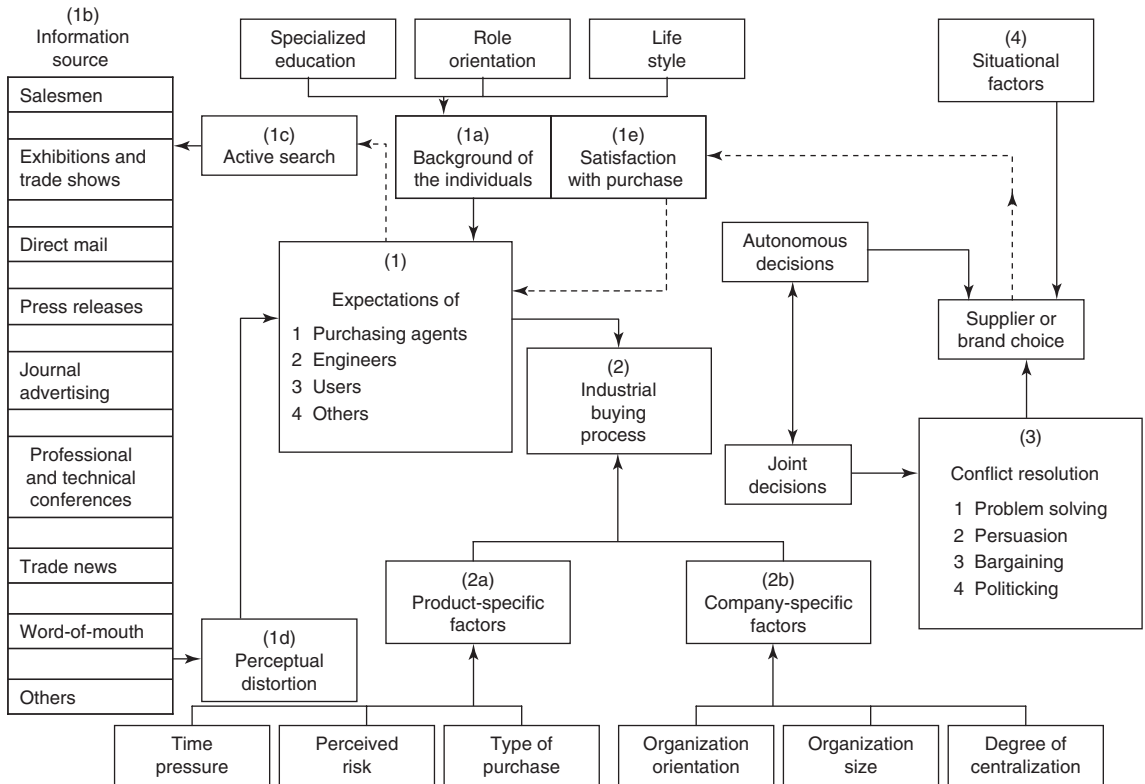 (1b)
Information
source
Salesmen
Exhibitions and
trade shows
Direct mail
Press releases
Journal
advertising
Professional
and technical
conferences
Trade news
Word-of-mouth
Others
Specialized
education
Role
orientation
Life
style
(4)
Situational
factors
(1c)
Active search
(1a)
Background of
the individuals
(1e)
Satisfaction
with purchase
(1)
Expectations of
1 Purchasing agents
2 Engineers
3 Users
4 Others
Autonomous
decisions
Supplier or
brand choice
(2)
Industrial
buying
process
Joint
decisions
(3)
Conflict resolution
1 Problem solving
2 Persuasion
3 Bargaining
4 Politicking
(2a)
Product-specific
factors
(2b)
Company-specific
factors
(1d)
Perceptual
distortion
Time
pressure
Perceived
risk
Type of
purchase
Organization
orientation
Organization
size
Degree of
centralization